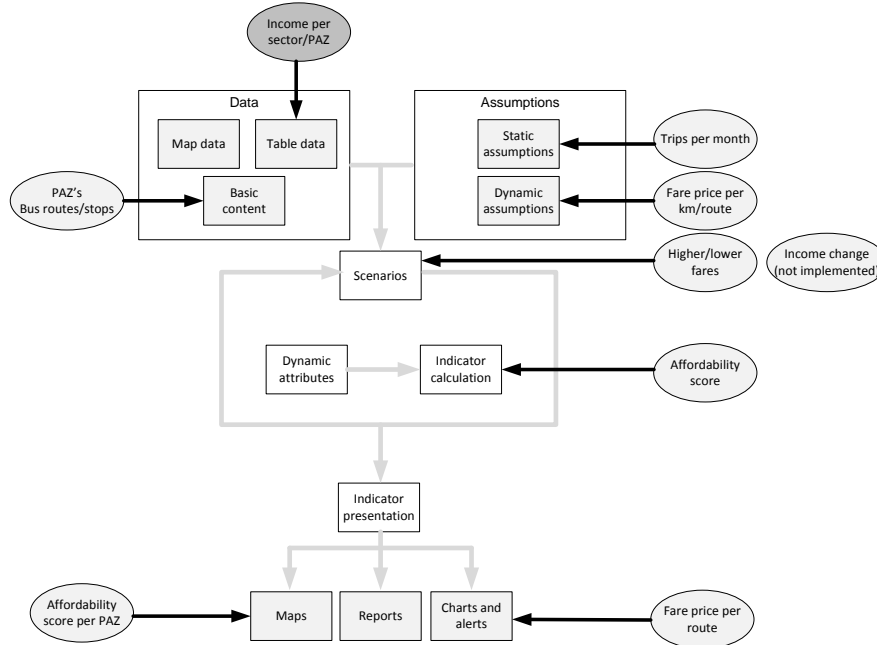 Income per
sector/PAZ
Data
Assumptions
Map data
Table data
Static
assumptions
Trips per month
PAZ's
Bus routes/stops
Basic
content
Dynamic
assumptions
Fare price per
km/route
Scenarios
Higher/lower
fares
Income change
(not implemented)
Dynamic
attributes
Indicator
calculation
Affordability
score
Indicator
presentation
Affordability
score per PAZ
Maps
Reports
Charts and
alerts
Fare price per
route